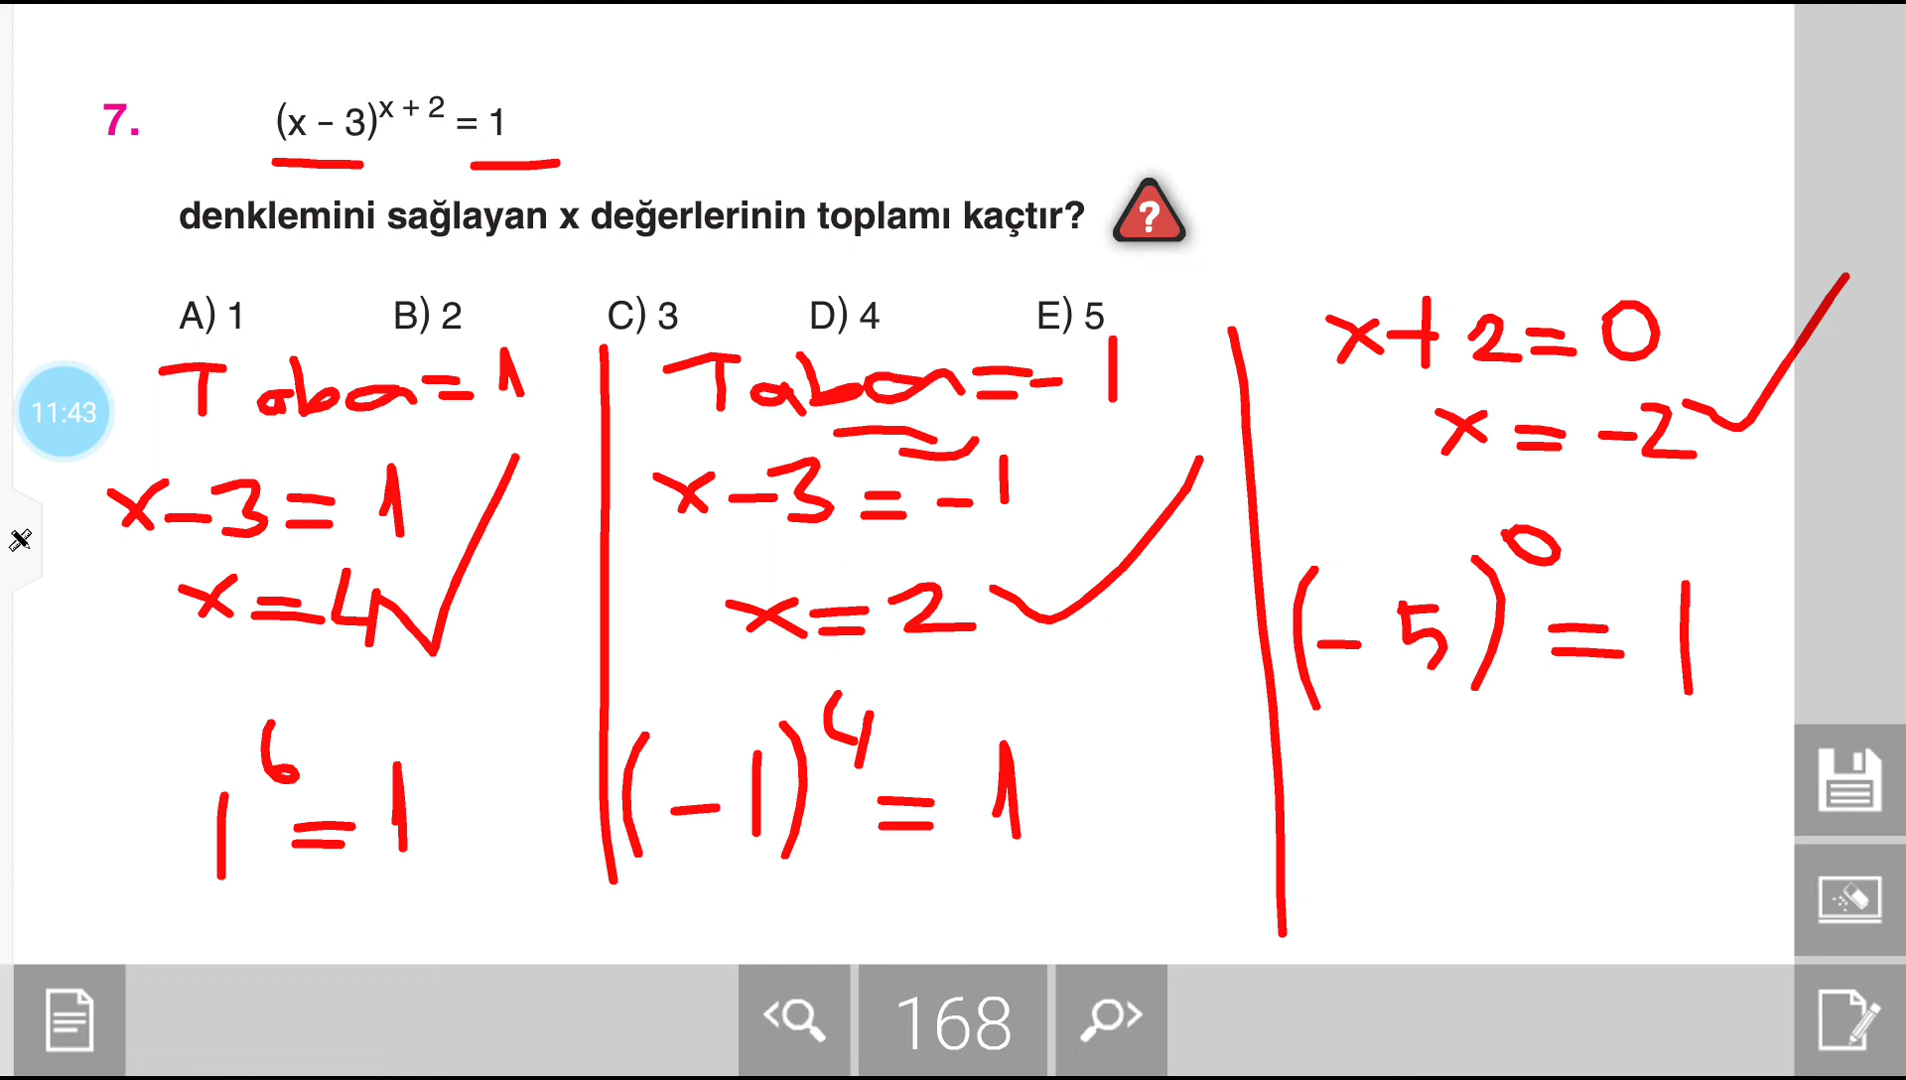 7.
(x - 3)^{x + 2} = 1
denklemini sağlayan x değerlerinin toplamı kaçtır?
?
A) 1 B) 2 C) 3 D) 4 E) 5
Taban=1
x-3=1
x=4
1^6=1
Taban=-1
x-3=-1
x=2
(-1)^4=1
x+2=0
x=-2
(-5)^0=1
11:43
168